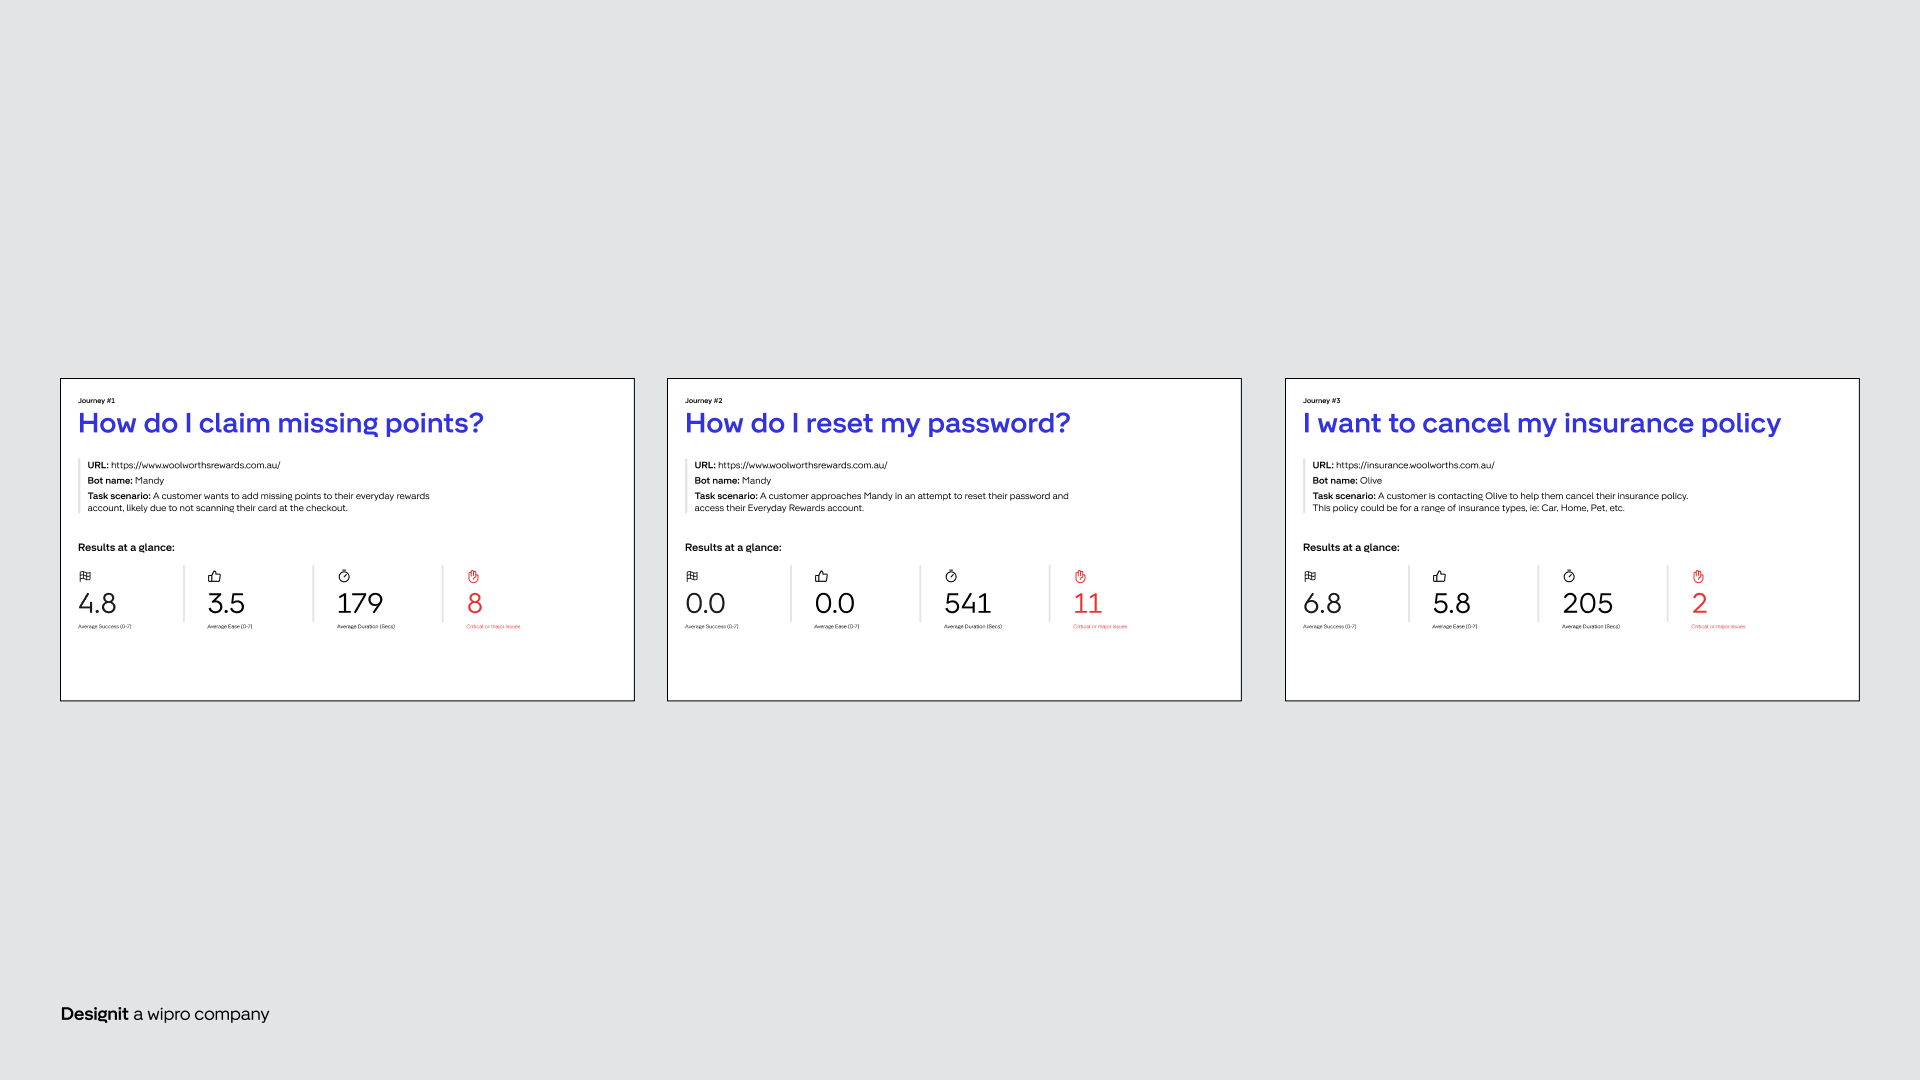 Journey #1
How do I claim missing points?
URL: https://www.woolworthsrewards.com.au/
Bot name: Mandy
Task scenario: A customer wants to add missing points to their everyday rewards
account, likely due to not scanning their card at the checkout.
Results at a glance:
4.8
3.5
179
8
Average Success (0-7)
Average Ease (0-7)
Average Duration (Secs)
Critical or major issues
Journey #2
How do I reset my password?
URL: https://www.woolworthsrewards.com.au/
Bot name: Mandy
Task scenario: A customer approaches Mandy in an attempt to reset their password and
access their Everyday Rewards account.
Results at a glance:
0.0
0.0
541
11
Average Success (0-7)
Average Ease (0-7)
Average Duration (Secs)
Critical or major issues
Journey #3
I want to cancel my insurance policy
URL: https://insurance.woolworths.com.au/
Bot name: Olive
Task scenario: A customer is contacting Olive to help them cancel their insurance policy.
This policy could be for a range of insurance types, ie: Car, Home, Pet, etc.
Results at a glance:
6.8
5.8
205
2
Average Success (0-7)
Average Ease (0-7)
Average Duration (Secs)
Critical or major issues
Designit a wipro company